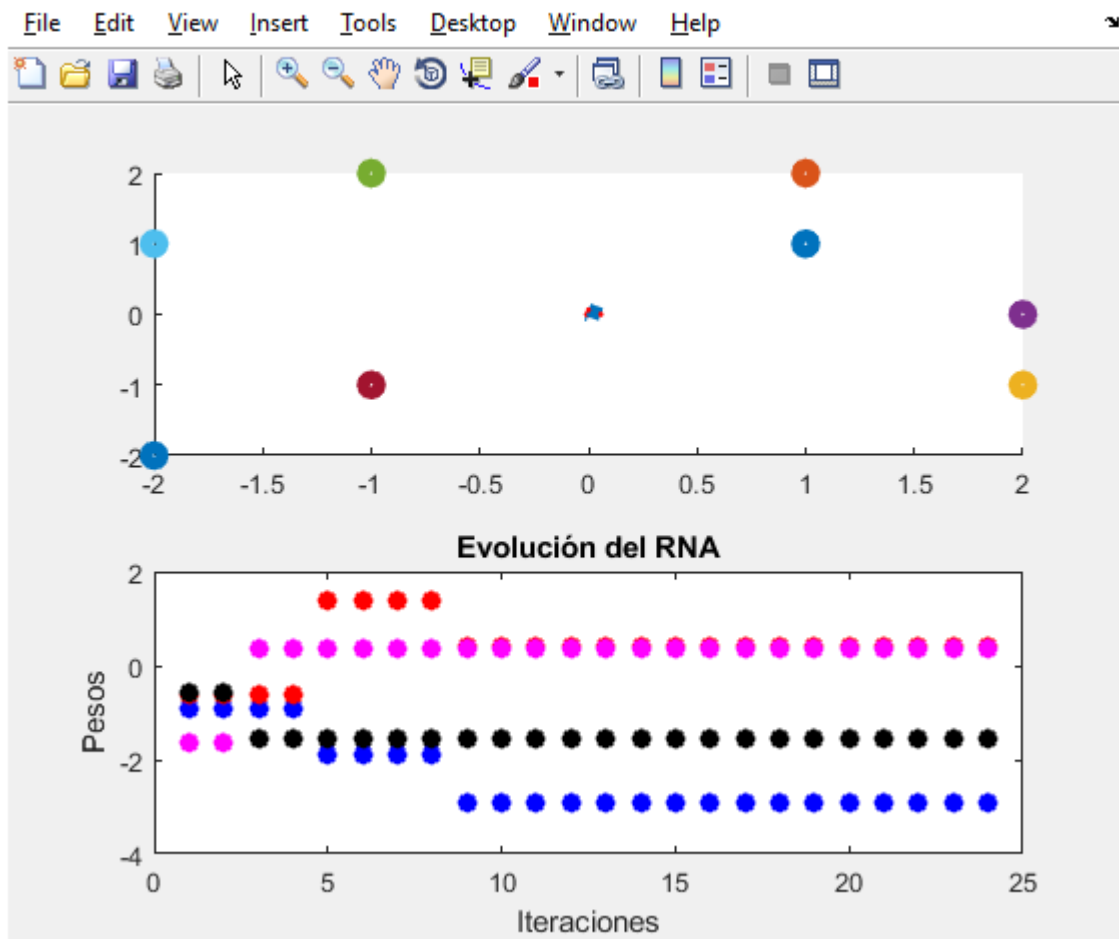 File Edit View Insert Tools Desktop Window Help
2
1
0
-1
-2
-2 -1.5 -1 -0.5 0 0.5 1 1.5 2
Evolución del RNA
2
0
-2
-4
Pesos
0 5 10 15 20 25
Iteraciones